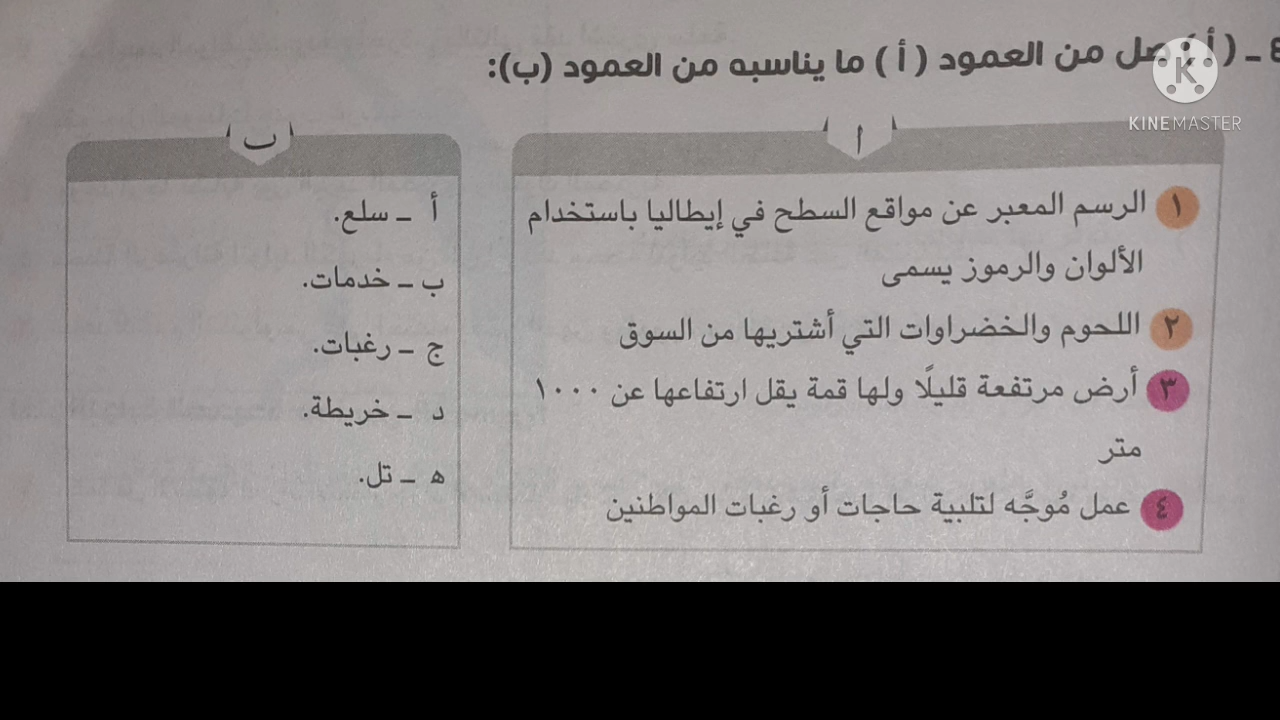 ٤ ـ ( أ ) صل من العمود ( أ ) ما يناسبه من العمود (ب):
KINEMASTER
أ
١ الرسم المعبر عن مواقع السطح في إيطاليا باستخدام
الألوان والرموز يسمى
٢ اللحوم والخضراوات التي أشتريها من السوق
٣ أرض مرتفعة قليلًا ولها قمة يقل ارتفاعها عن ١٠٠٠
متر
٤ عمل مُوجَّه لتلبية حاجات أو رغبات المواطنين
ب
أ ـ سلع.
ب ـ خدمات.
ج ـ رغبات.
د ـ خريطة.
ه ـ تل.